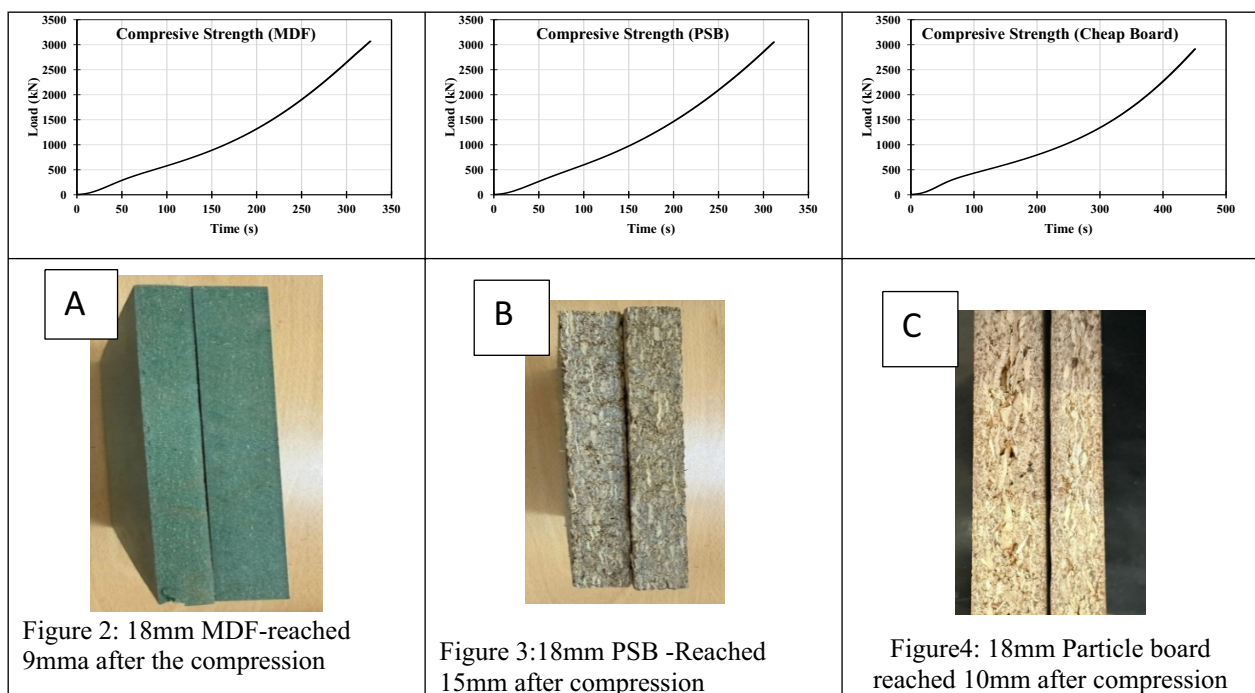 Compresive Strength (MDF)
Load (kN)
3500
3000
2500
2000
1500
1000
500
0
0 50 100 150 200 250 300 350
Time (s)
Compresive Strength (PSB)
Load (kN)
3500
3000
2500
2000
1500
1000
500
0
0 50 100 150 200 250 300 350
Time (s)
Compresive Strength (Cheap Board)
Load (kN)
3500
3000
2500
2000
1500
1000
500
0
0 100 200 300 400 500
Time (s)
A
Figure 2: 18mm MDF-reached
9mma after the compression
B
Figure 3:18mm PSB -Reached
15mm after compression
C
Figure4: 18mm Particle board
reached 10mm after compression